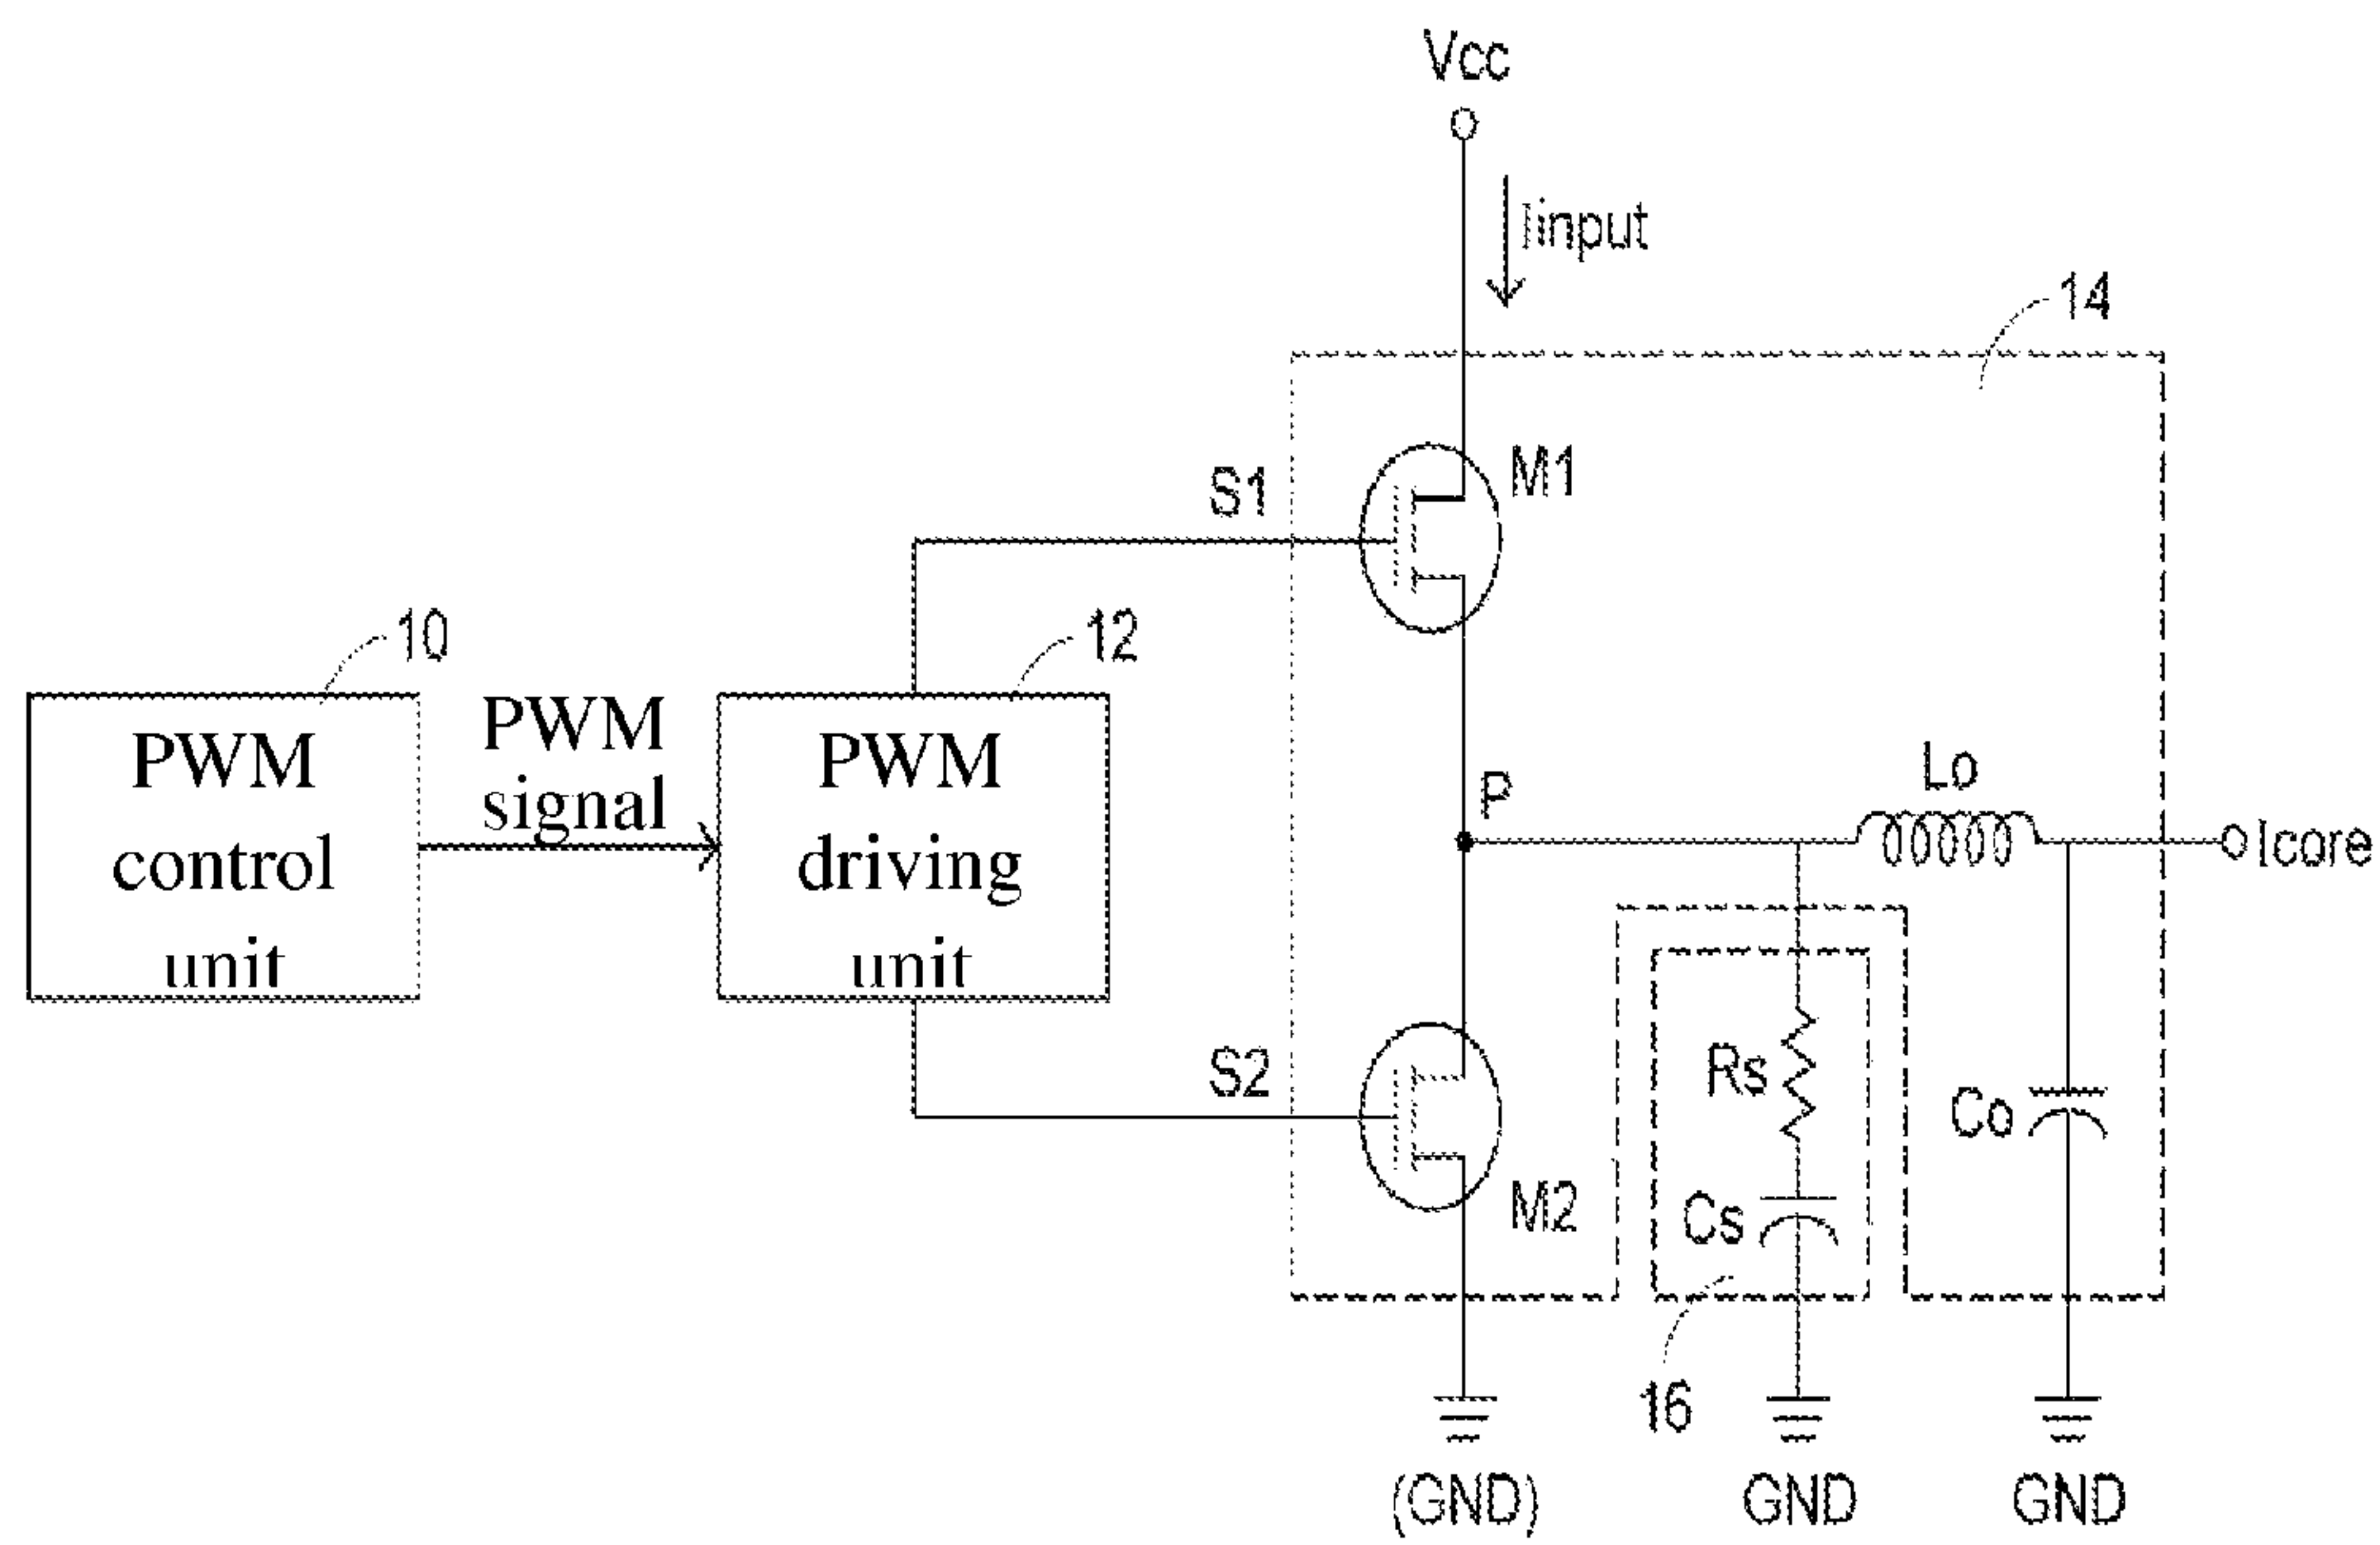 Vcc
Iinput
14
M1
S1
10
12
PWM
control
unit
PWM
signal
PWM
driving
unit
P
Lo
Icore
S2
M2
Rs
Cs
Co
16
(GND)
GND
GND